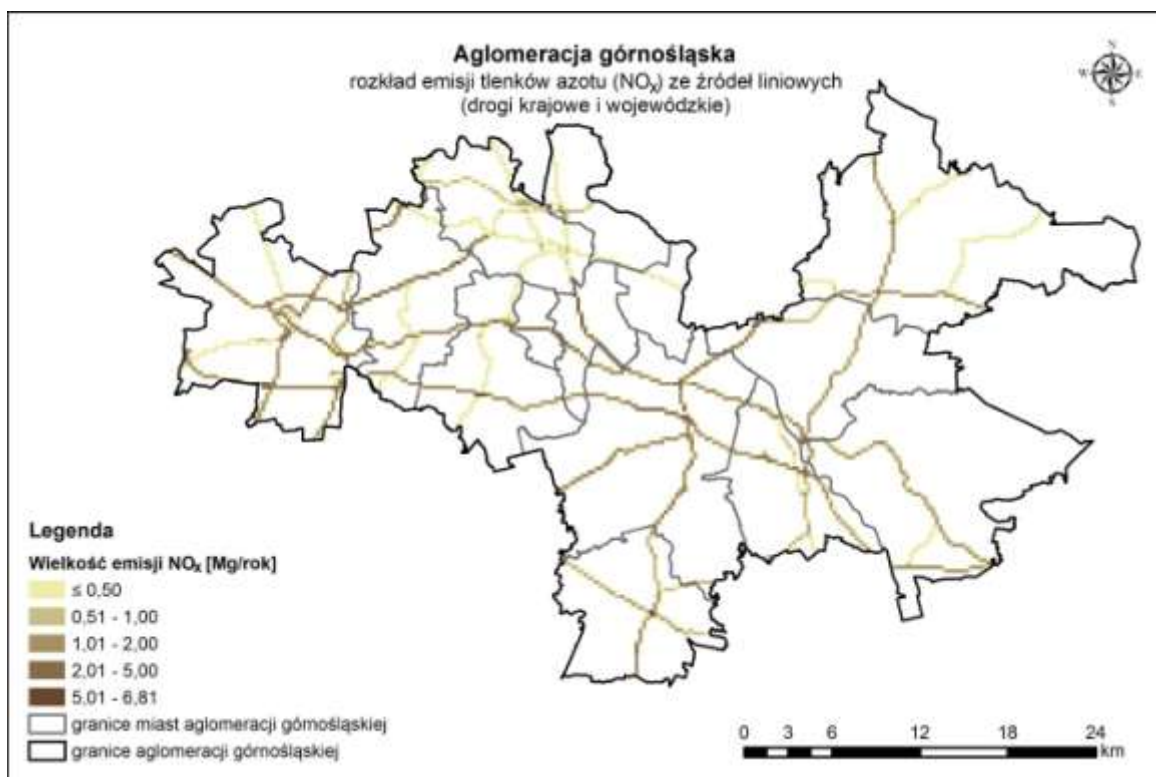 Aglomeracja górnośląska
rozkład emisji tlenków azotu (NOx) ze źródeł liniowych
(drogi krajowe i wojewódzkie)
N
W E
S
Legenda
Wielkość emisji NOx [Mg/rok]
≤ 0,50
0,51 - 1,00
1,01 - 2,00
2,01 - 5,00
5,01 - 6,81
granice miast aglomeracji górnośląskiej
granice aglomeracji górnośląskiej
0 3 6 12 18 24
km